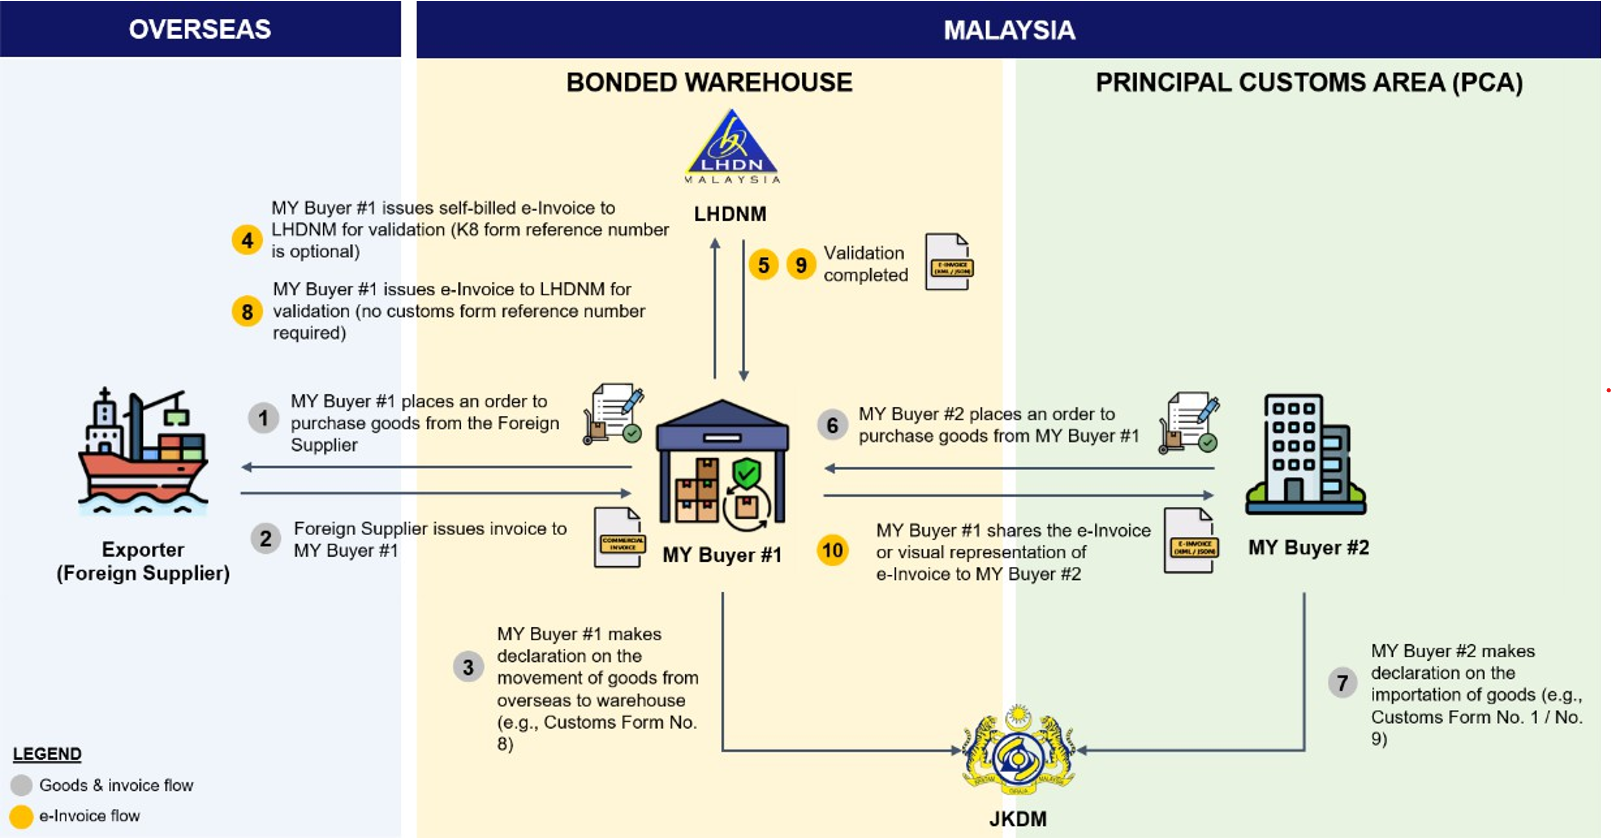 OVERSEAS
MALAYSIA
BONDED WAREHOUSE
PRINCIPAL CUSTOMS AREA (PCA)
LHDN
MALAYSIA
LHDNM
4
MY Buyer #1 issues self-billed e-Invoice to
LHDNM for validation (K8 form reference number
is optional)
5
9
Validation
completed
E-INVOICE
(XML / JSON)
8
MY Buyer #1 issues e-Invoice to LHDNM for
validation (no customs form reference number
required)
1
MY Buyer #1 places an order to
purchase goods from the Foreign
Supplier
6
MY Buyer #2 places an order to
purchase goods from MY Buyer #1
2
Foreign Supplier issues invoice to
MY Buyer #1
COMMERCIAL
INVOICE
10
MY Buyer #1 shares the e-Invoice
or visual representation of
e-Invoice to MY Buyer #2
E-INVOICE
(XML / JSON)
Exporter
(Foreign Supplier)
MY Buyer #1
MY Buyer #2
3
MY Buyer #1 makes
declaration on the
movement of goods from
overseas to warehouse
(e.g., Customs Form No.
8)
7
MY Buyer #2 makes
declaration on the
importation of goods (e.g.,
Customs Form No. 1 / No.
9)
JKDM
LEGEND
Goods & invoice flow
e-Invoice flow